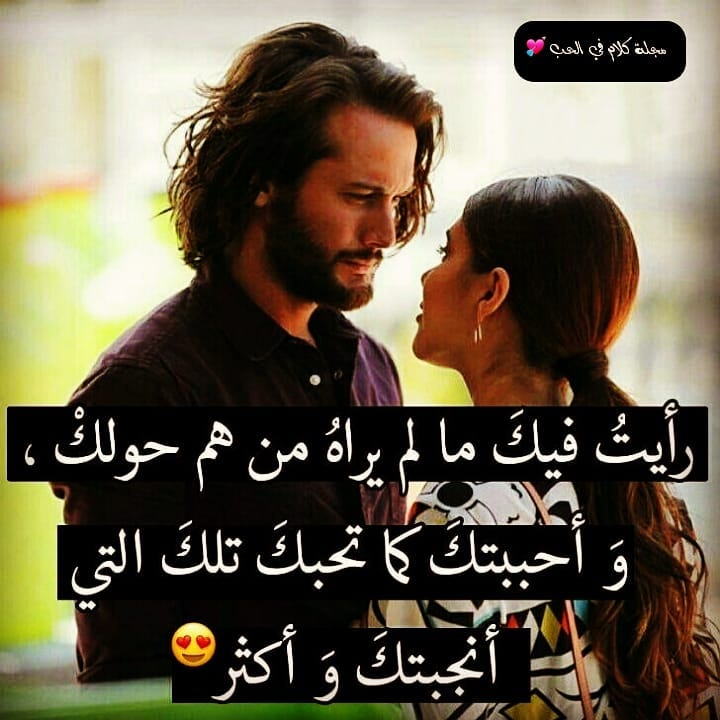 مجلة كلام في الحب 💘
رأيتُ فيكَ ما لم يراهُ من هم حولكْ ،
وَ أحببتكَ كما تحبكَ تلكَ التي
أنجبتكَ وَ أكثر 😍